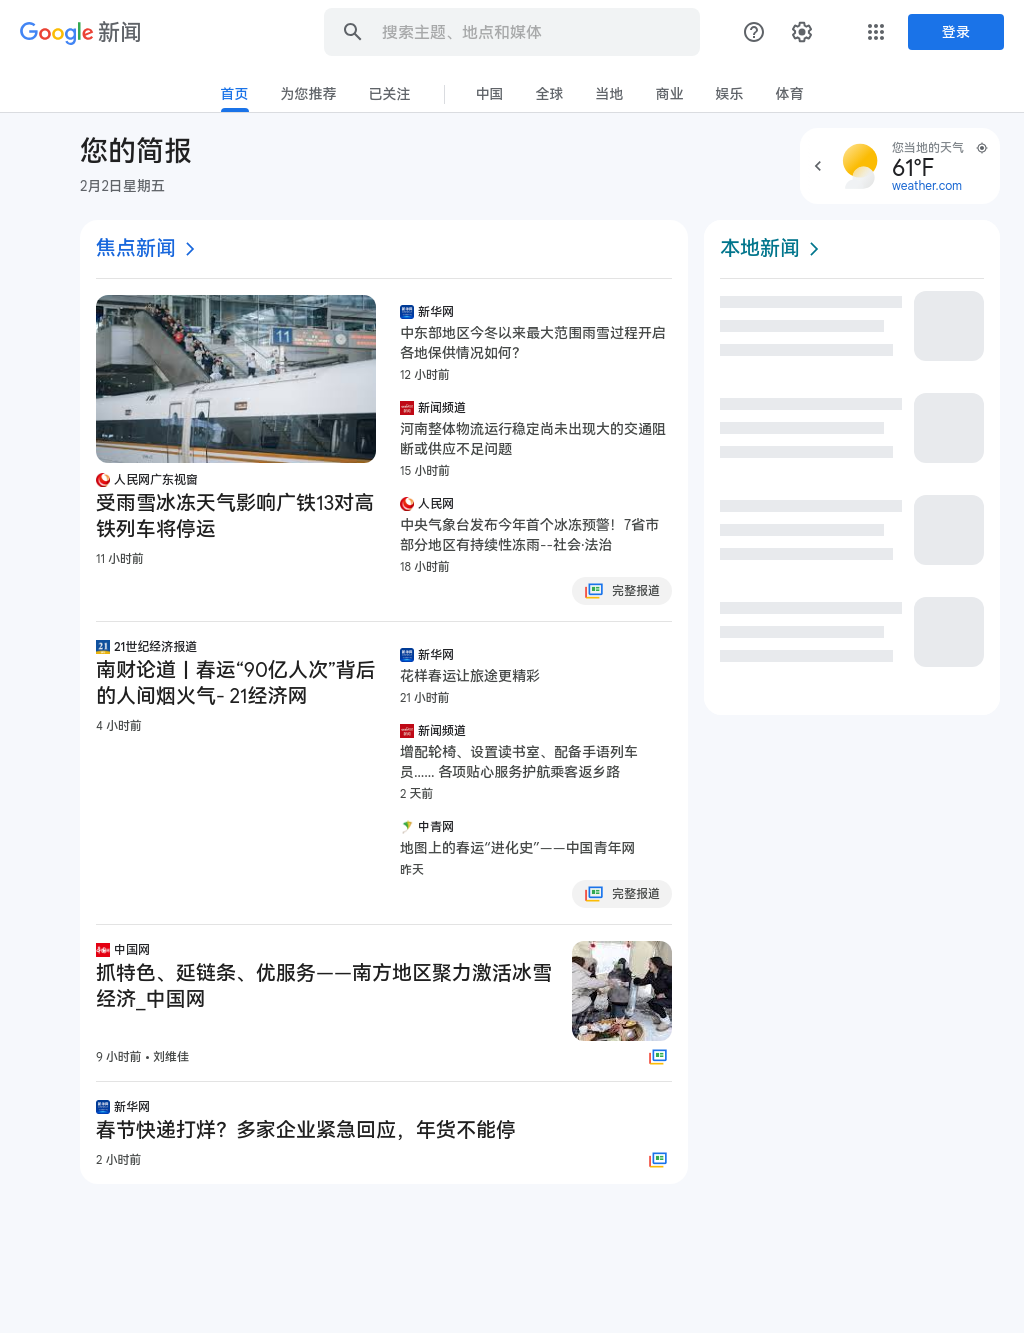 Google 新闻
搜索主题、地点和媒体
登录
首页 为您推荐 已关注 中国 全球 当地 商业 娱乐 体育
您的简报
2月2日星期五
您当地的天气
61°F
weather.com
焦点新闻
11
人民网广东视窗
受雨雪冰冻天气影响广铁13对高
铁列车将停运
11 小时前
新华网
中东部地区今冬以来最大范围雨雪过程开启
各地保供情况如何？
12 小时前
新闻频道
河南整体物流运行稳定尚未出现大的交通阻
断或供应不足问题
15 小时前
人民网
中央气象台发布今年首个冰冻预警！7省市
部分地区有持续性冻雨--社会·法治
18 小时前
完整报道
21
21世纪经济报道
南财论道丨春运“90亿人次”背后
的人间烟火气- 21经济网
4 小时前
新华网
花样春运让旅途更精彩
21 小时前
新闻频道
增配轮椅、设置读书室、配备手语列车
员…… 各项贴心服务护航乘客返乡路
2 天前
中青网
地图上的春运“进化史”——中国青年网
昨天
完整报道
中国网
抓特色、延链条、优服务——南方地区聚力激活冰雪
经济_中国网
9 小时前 • 刘维佳
新华网
春节快递打烊？多家企业紧急回应，年货不能停
2 小时前
本地新闻